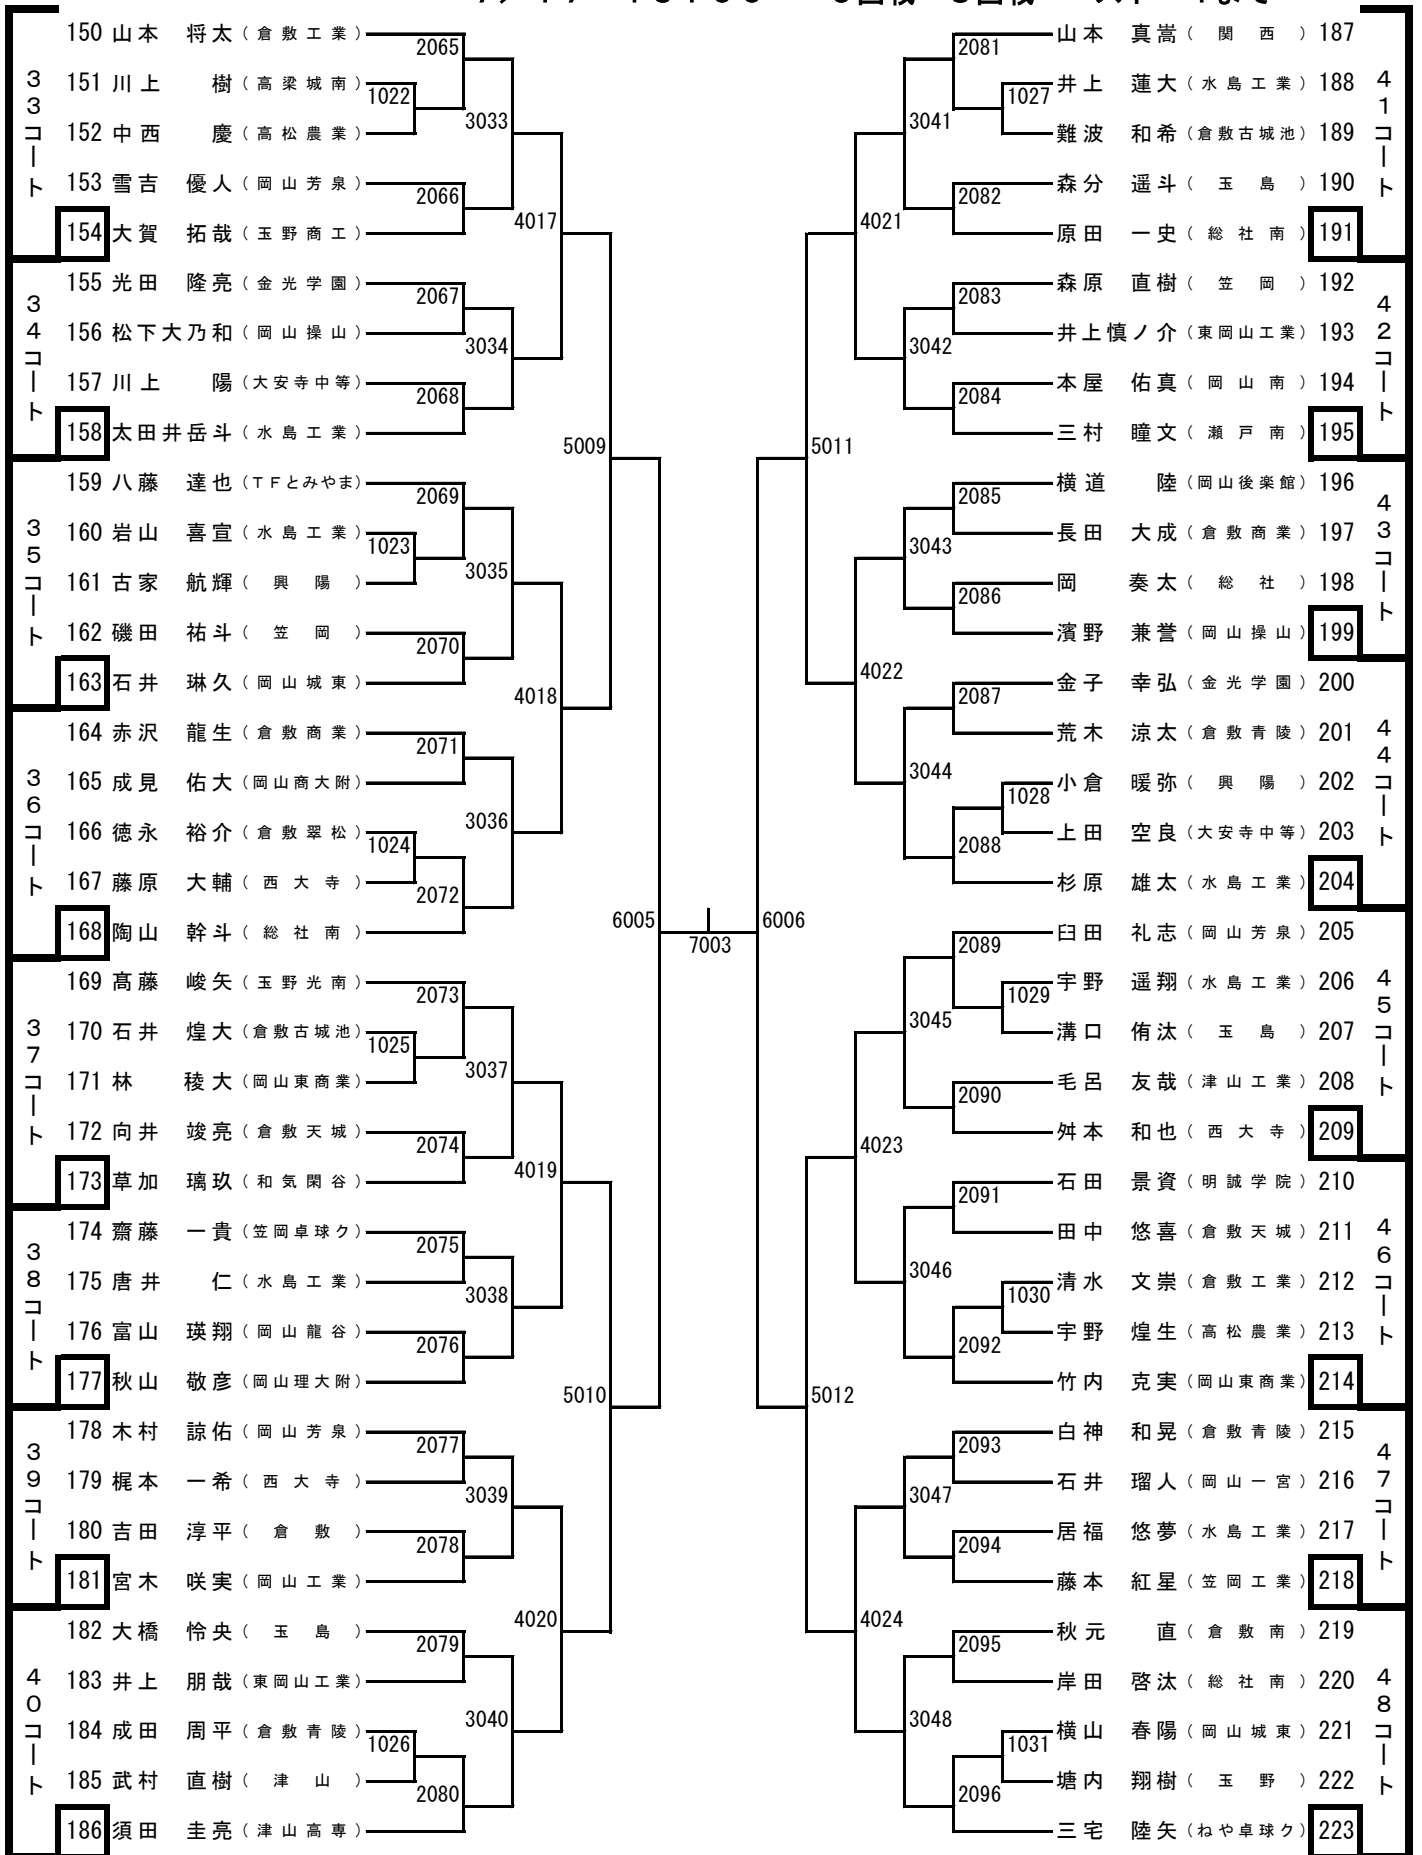 150 山本 将太 (倉敷工業)
151 川上 樹 (高梁城南)
152 中西 慶 (高松農業)
153 雪吉 優人 (岡山芳泉)
154 大賀 拓哉 (玉野商工)
33コート
155 光田 隆亮 (金光学園)
156 松下大乃和 (岡山操山)
157 川上 陽 (大安寺中等)
158 太田井岳斗 (水島工業)
34コート
159 八藤 達也 (TFとみやま)
160 岩山 喜宣 (水島工業)
161 古家 航輝 (興陽)
162 磯田 祐斗 (笠岡)
163 石井 琳久 (岡山城東)
35コート
164 赤沢 龍生 (倉敷商業)
165 成見 佑大 (岡山商大附)
166 徳永 裕介 (倉敷翠松)
167 藤原 大輔 (西大寺)
168 陶山 幹斗 (総社南)
36コート
169 髙藤 峻矢 (玉野光南)
170 石井 煌大 (倉敷古城池)
171 林 稜大 (岡山東商業)
172 向井 竣亮 (倉敷天城)
173 草加 璃玖 (和気閑谷)
37コート
174 齋藤 一貴 (笠岡卓球ク)
175 唐井 仁 (水島工業)
176 富山 瑛翔 (岡山龍谷)
177 秋山 敬彦 (岡山理大附)
38コート
178 木村 諒佑 (岡山芳泉)
179 梶本 一希 (西大寺)
180 吉田 淳平 (倉敷)
181 宮木 咲実 (岡山工業)
39コート
182 大橋 怜央 (玉島)
183 井上 朋哉 (東岡山工業)
184 成田 周平 (倉敷青陵)
185 武村 直樹 (津山)
186 須田 圭亮 (津山高専)
40コート
1022
1023
1024
1025
1026
2065
2066
2067
2068
2069
2070
2071
2072
2073
2074
2075
2076
2077
2078
2079
2080
3033
3034
3035
3036
3037
3038
3039
3040
4017
4018
4019
4020
5009
5010
6005
7003
6006
5011
5012
4021
4022
4023
4024
3041
3042
3043
3044
3045
3046
3047
3048
2081
2082
2083
2084
2085
2086
2087
2088
2089
2090
2091
2092
2093
2094
2095
2096
1027
1028
1029
1030
1031
山本 真嵩 (関西) 187
井上 蓮大 (水島工業) 188
難波 和希 (倉敷古城池) 189
森分 遥斗 (玉島) 190
原田 一史 (総社南) 191
41コート
森原 直樹 (笠岡) 192
井上慎ノ介 (東岡山工業) 193
本屋 佑真 (岡山南) 194
三村 瞳文 (瀬戸南) 195
42コート
横道 陸 (岡山後楽館) 196
長田 大成 (倉敷商業) 197
岡 奏太 (総社) 198
濱野 兼誉 (岡山操山) 199
43コート
金子 幸弘 (金光学園) 200
荒木 涼太 (倉敷青陵) 201
小倉 暖弥 (興陽) 202
上田 空良 (大安寺中等) 203
杉原 雄太 (水島工業) 204
44コート
臼田 礼志 (岡山芳泉) 205
宇野 遥翔 (水島工業) 206
溝口 侑汰 (玉島) 207
毛呂 友哉 (津山工業) 208
舛本 和也 (西大寺) 209
45コート
石田 景資 (明誠学院) 210
田中 悠喜 (倉敷天城) 211
清水 文崇 (倉敷工業) 212
宇野 煌生 (高松農業) 213
竹内 克実 (岡山東商業) 214
46コート
白神 和晃 (倉敷青陵) 215
石井 瑠人 (岡山一宮) 216
居福 悠夢 (水島工業) 217
藤本 紅星 (笠岡工業) 218
47コート
秋元 直 (倉敷南) 219
岸田 啓汰 (総社南) 220
横山 春陽 (岡山城東) 221
塘内 翔樹 (玉野) 222
三宅 陸矢 (ねや卓球ク) 223
48コート